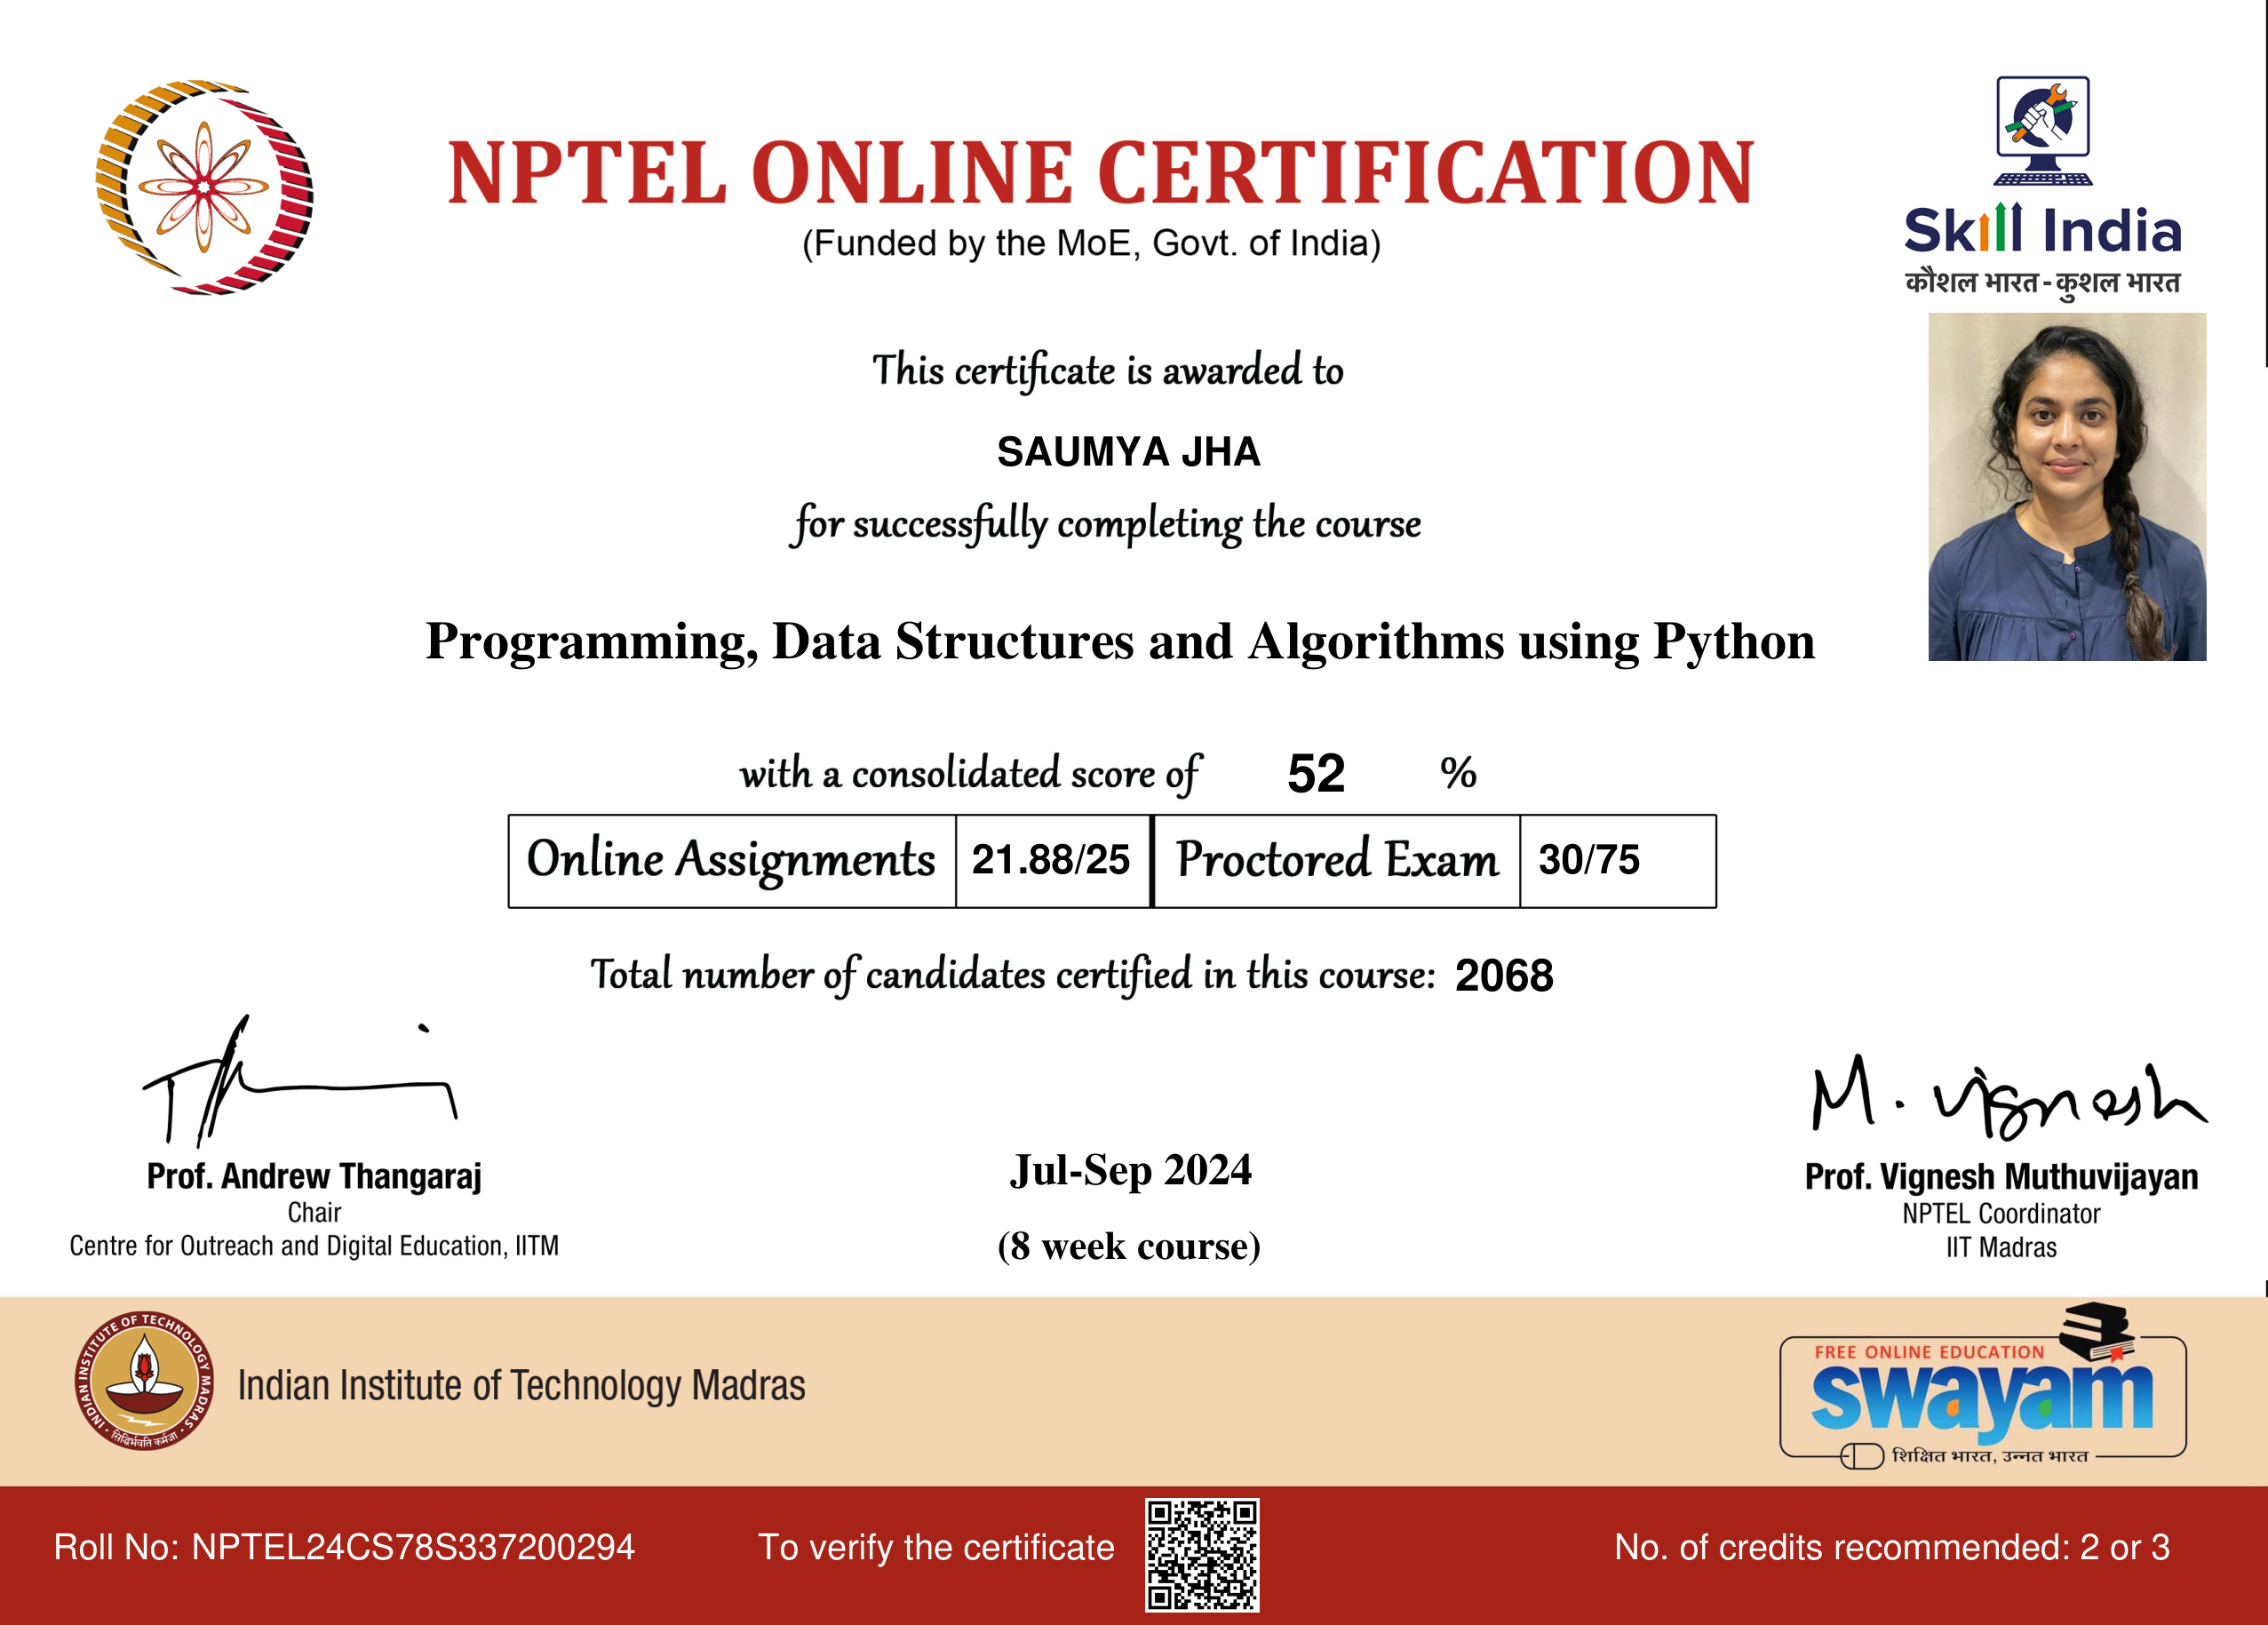 NPTEL ONLINE CERTIFICATION
(Funded by the MoE, Govt. of India)
Skill India
कौशल भारत - कुशल भारत
This certificate is awarded to
SAUMYA JHA
for successfully completing the course
Programming, Data Structures and Algorithms using Python
with a consolidated score of 52 %
Online Assignments 21.88/25 Proctored Exam 30/75
Total number of candidates certified in this course: 2068
M. Vignesh
Prof. Andrew Thangaraj
Chair
Centre for Outreach and Digital Education, IITM
Jul-Sep 2024
(8 week course)
Prof. Vignesh Muthuvijayan
NPTEL Coordinator
IIT Madras
INDIAN INSTITUTE OF TECHNOLOGY MADRAS
सिद्धिर्भवति कर्मजा
Indian Institute of Technology Madras
FREE ONLINE EDUCATION
swayam
शिक्षित भारत, उन्नत भारत
Roll No: NPTEL24CS78S337200294
To verify the certificate
No. of credits recommended: 2 or 3